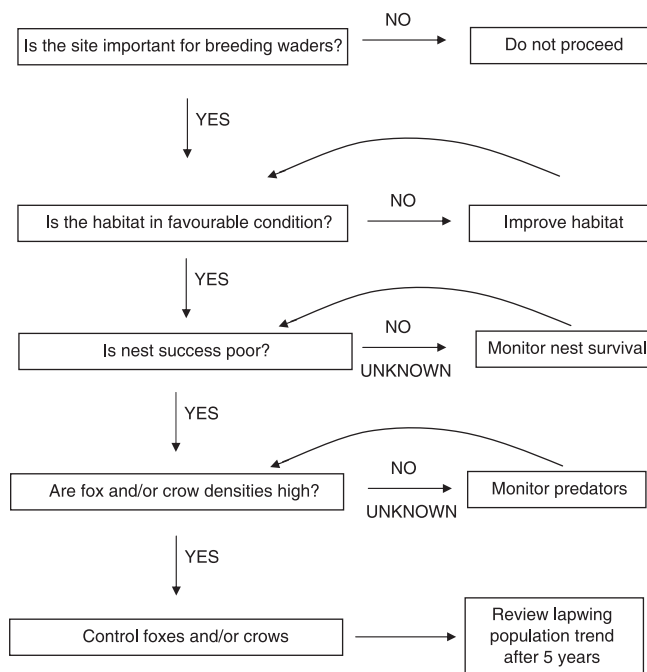 Is the site important for breeding waders?
NO
Do not proceed
YES
Is the habitat in favourable condition?
NO
Improve habitat
YES
Is nest success poor?
NO
UNKNOWN
Monitor nest survival
YES
Are fox and/or crow densities high?
NO
UNKNOWN
Monitor predators
YES
Control foxes and/or crows
Review lapwing
population trend
after 5 years